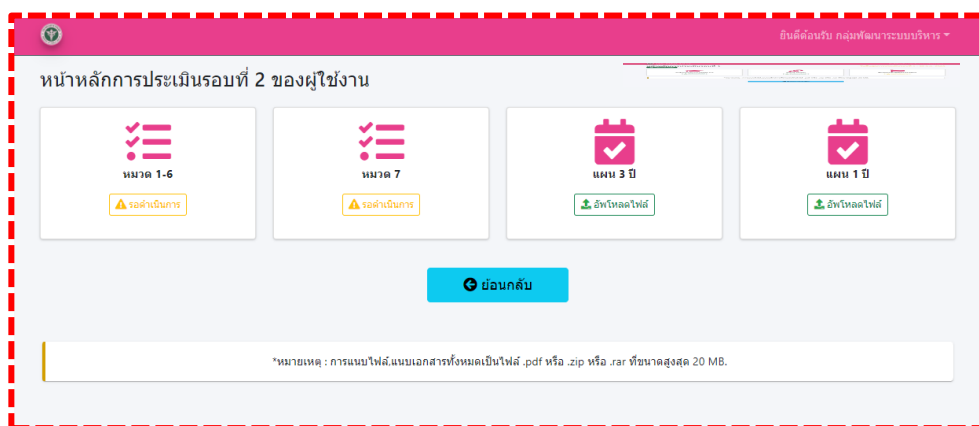 ยินดีต้อนรับ กลุ่มพัฒนาระบบบริหาร
หน้าหลักการประเมินรอบที่ 2 ของผู้ใช้งาน
หมวด 1-6
รอดำเนินการ
หมวด 7
รอดำเนินการ
แผน 3 ปี
อัพโหลดไฟล์
แผน 1 ปี
อัพโหลดไฟล์
ย้อนกลับ
*หมายเหตุ : การแนบไฟล์,แนบเอกสารทั้งหมดเป็นไฟล์ .pdf หรือ .zip หรือ .rar ที่ขนาดสูงสุด 20 MB.